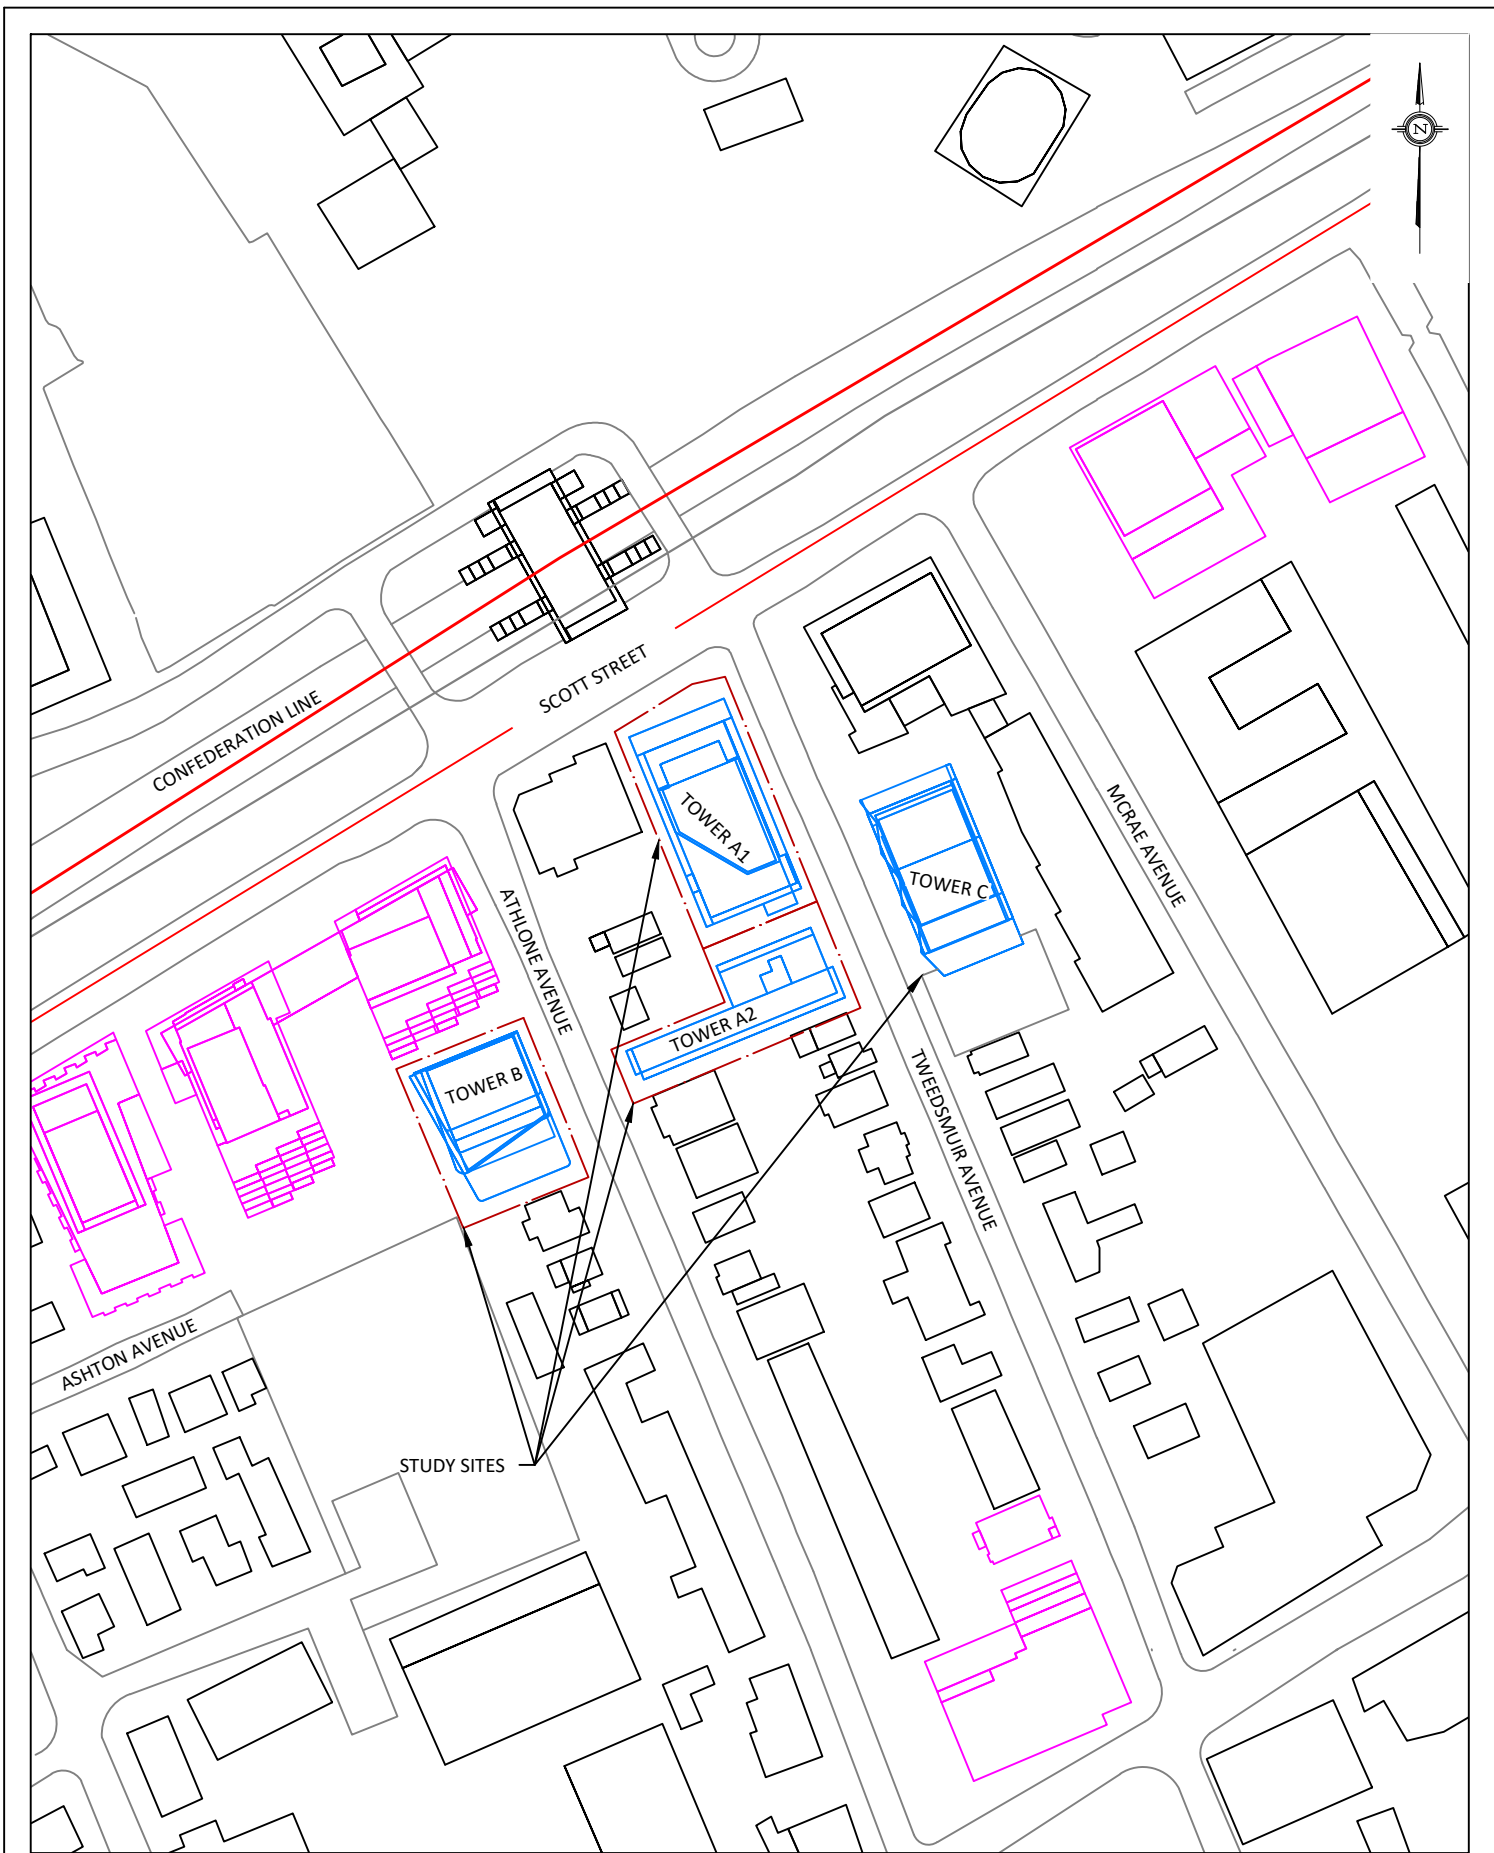 N
SCOTT STREET
CONFEDERATION LINE
TOWER A1
MCRAE AVENUE
TOWER C
ATHLONE AVENUE
TOWER A2
TOWER B
TWEEDSMUIR AVENUE
ASHTON AVENUE
STUDY SITES